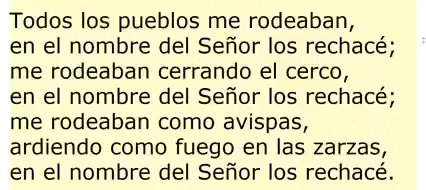 Todos los pueblos me rodeaban,
en el nombre del Señor los rechacé;
me rodeaban cerrando el cerco,
en el nombre del Señor los rechacé;
me rodeaban como avispas,
ardiendo como fuego en las zarzas,
en el nombre del Señor los rechacé.